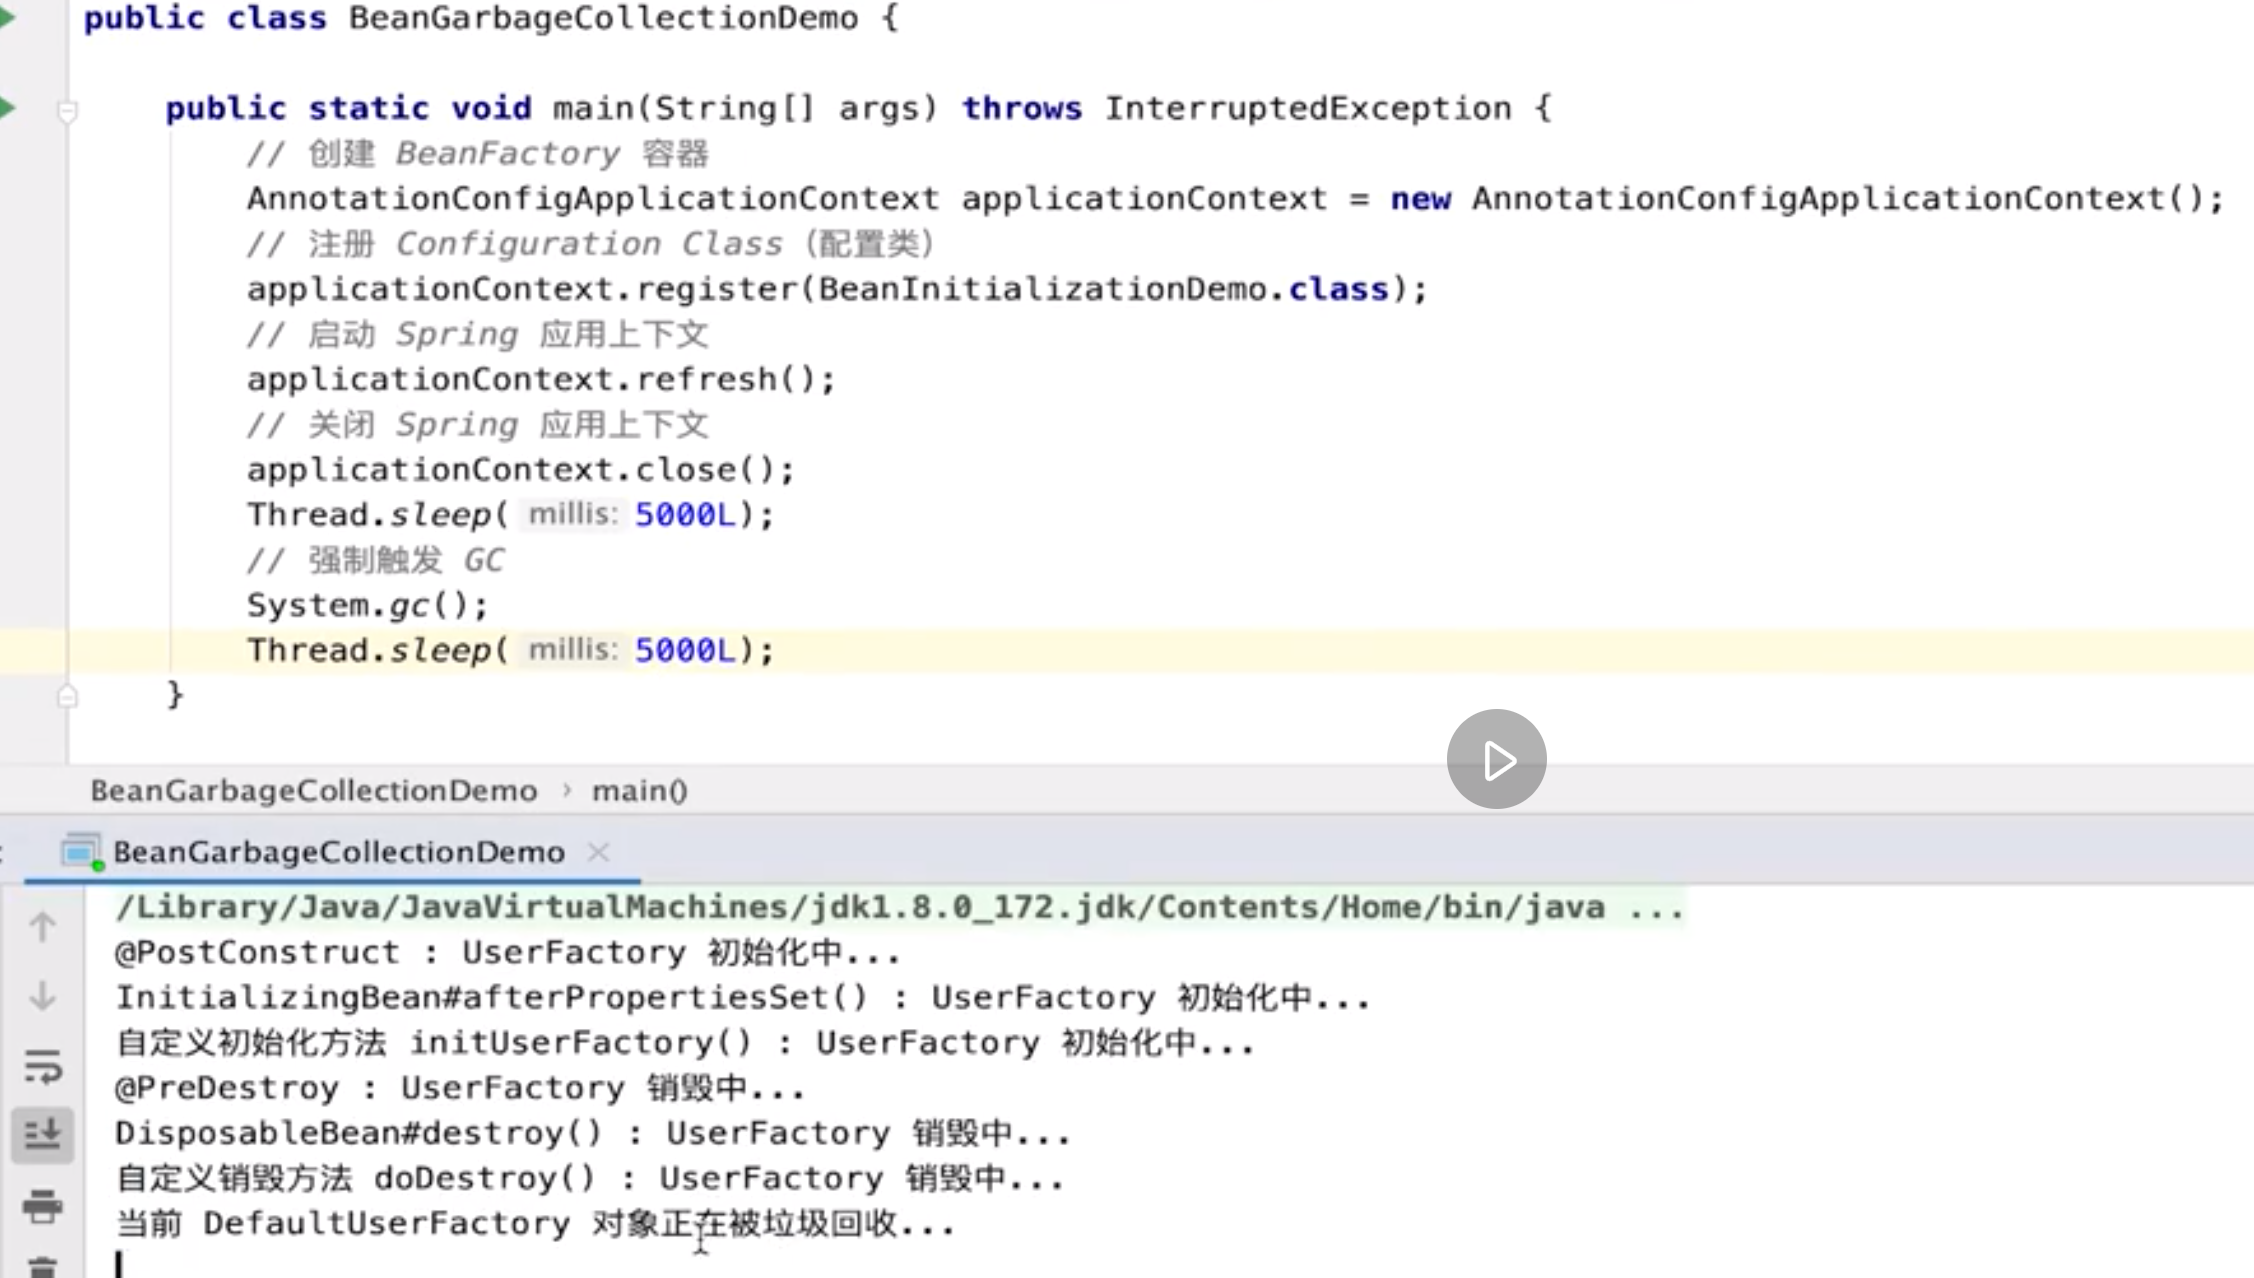 public class BeanGarbageCollectionDemo {
public static void main(String[] args) throws InterruptedException {
// 创建 BeanFactory 容器
AnnotationConfigApplicationContext applicationContext = new AnnotationConfigApplicationContext();
// 注册 Configuration Class（配置类）
applicationContext.register(BeanInitializationDemo.class);
// 启动 Spring 应用上下文
applicationContext.refresh();
// 关闭 Spring 应用上下文
applicationContext.close();
Thread.sleep( millis: 5000L);
// 强制触发 GC
System.gc();
Thread.sleep( millis: 5000L);
}
BeanGarbageCollectionDemo › main()
BeanGarbageCollectionDemo ×
/Library/Java/JavaVirtualMachines/jdk1.8.0_172.jdk/Contents/Home/bin/java ...
@PostConstruct : UserFactory 初始化中...
InitializingBean#afterPropertiesSet() : UserFactory 初始化中...
自定义初始化方法 initUserFactory() : UserFactory 初始化中...
@PreDestroy : UserFactory 销毁中...
DisposableBean#destroy() : UserFactory 销毁中...
自定义销毁方法 doDestroy() : UserFactory 销毁中...
当前 DefaultUserFactory 对象正在被垃圾回收...